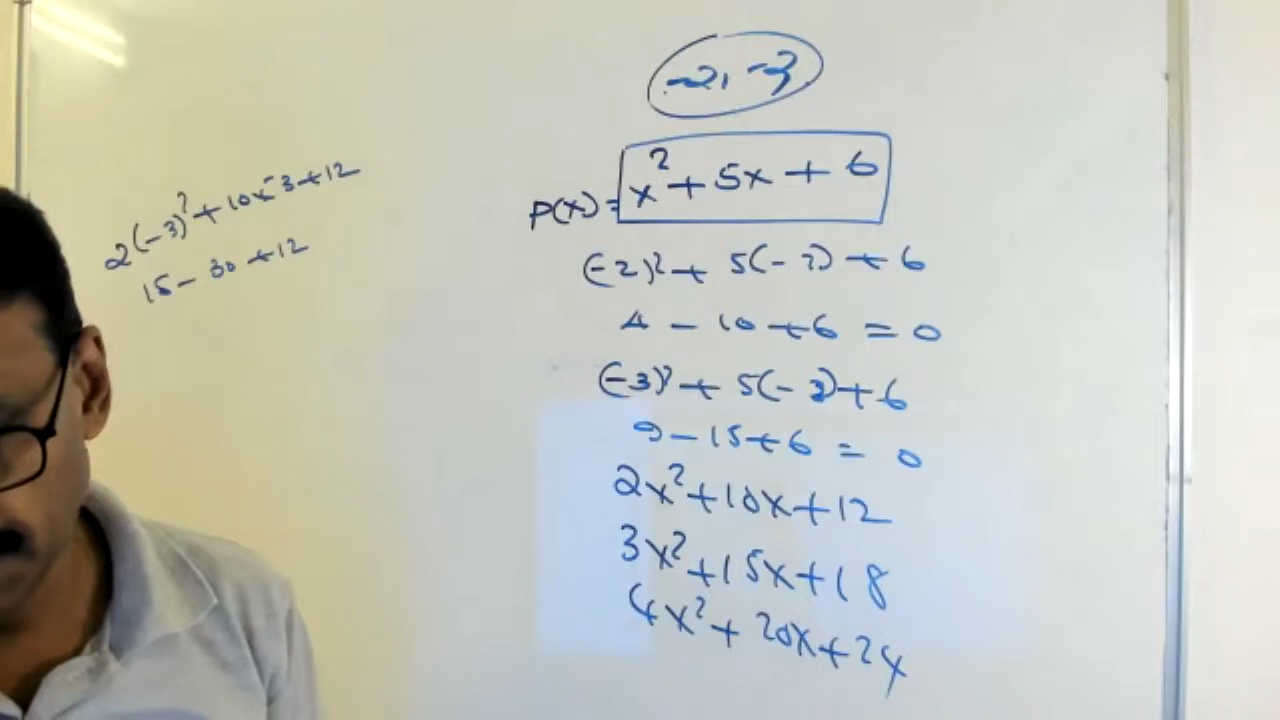 -2, -3
P(x) = x² + 5x + 6
(-2)² + 5(-2) + 6
4 - 10 + 6 = 0
(-3)² + 5(-3) + 6
9 - 15 + 6 = 0
2x² + 10x + 12
3x² + 15x + 18
4x² + 20x + 24
2(-3)² + 10x-3+12
15 - 30 + 12